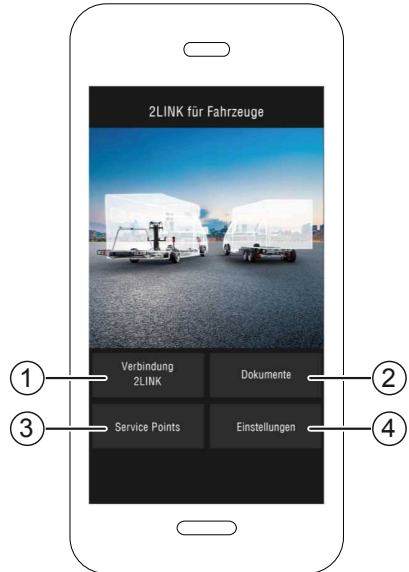 2LINK für Fahrzeuge
Verbindung
2LINK
Dokumente
Service Points
Einstellungen
1
2
3
4